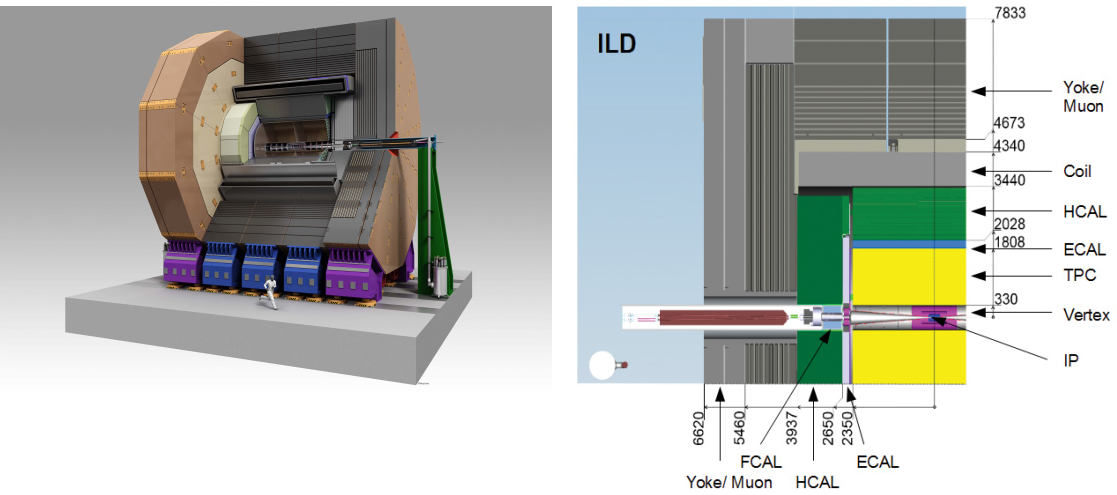 ILD
7833
Yoke/
Muon
4673
4340
Coil
3440
HCAL
2028
ECAL
1808
TPC
330
Vertex
IP
6620
5460
3937
2650
2350
FCAL
ECAL
Yoke/ Muon
HCAL